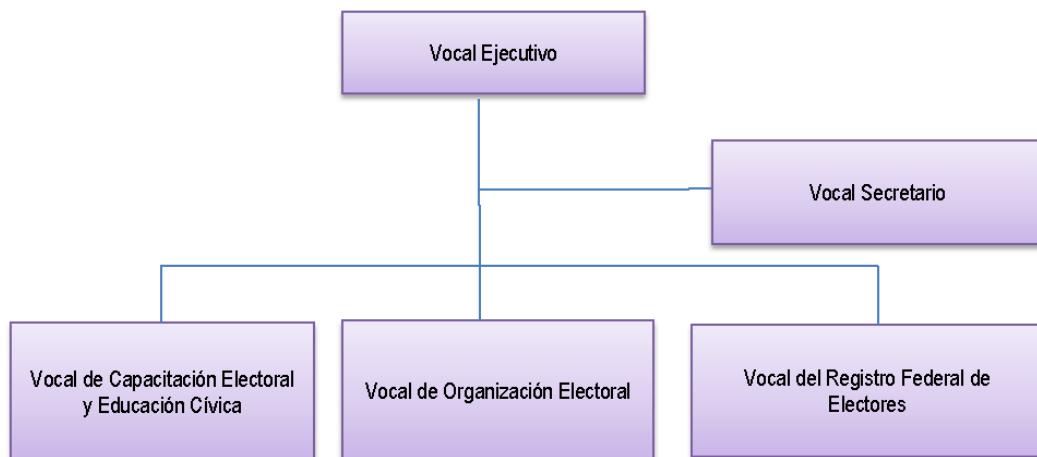 Vocal Ejecutivo
Vocal Secretario
Vocal de Capacitación Electoral
y Educación Cívica
Vocal de Organización Electoral
Vocal del Registro Federal de
Electores